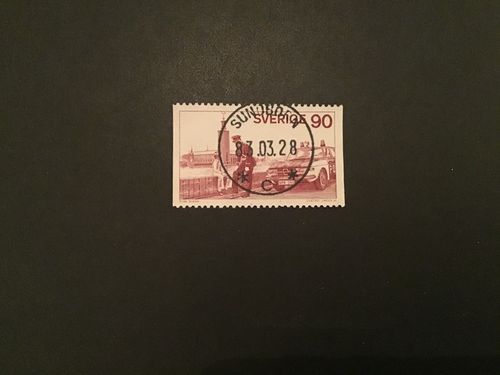 SUNDBORN
SVERIGE 90
83.03.28
* C *